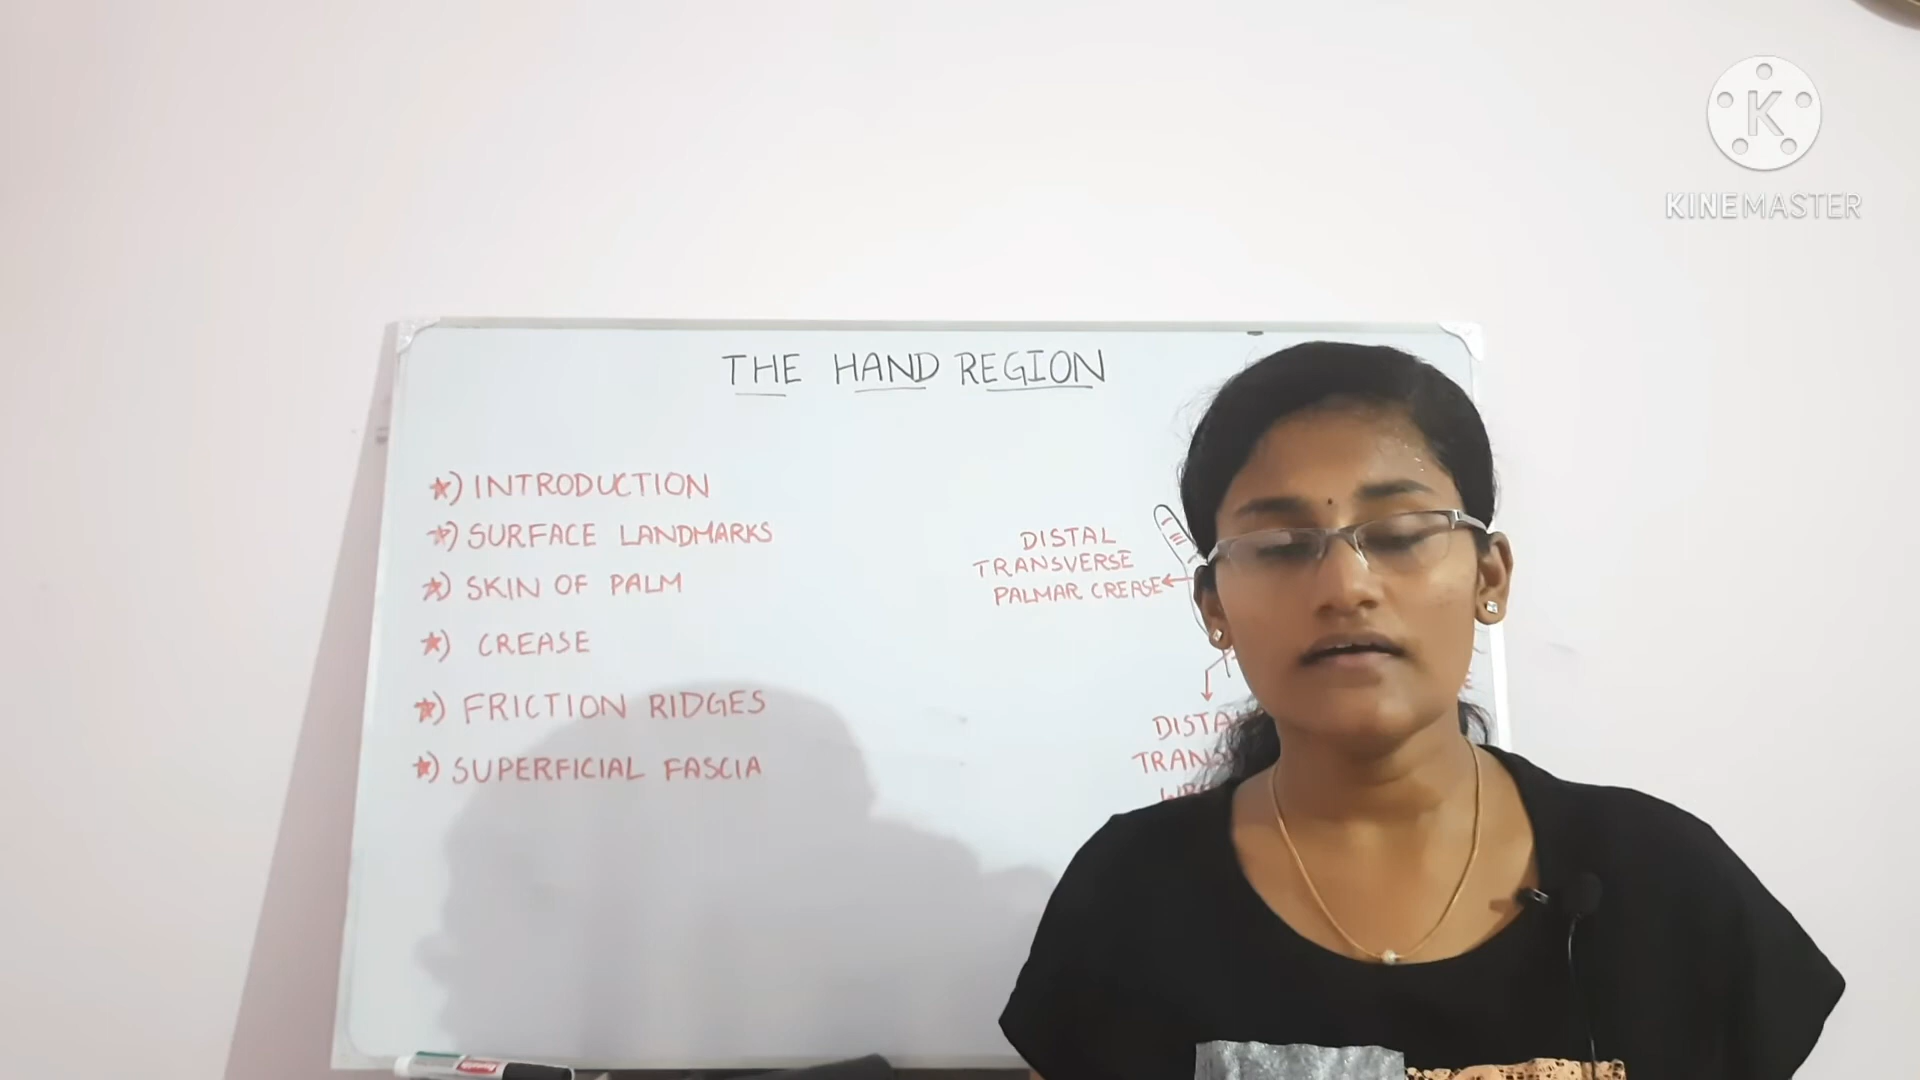 K
KINEMASTER
THE HAND REGION
★) INTRODUCTION
★) SURFACE LANDMARKS
★) SKIN OF PALM
★) CREASE
★) FRICTION RIDGES
★) SUPERFICIAL FASCIA
DISTAL
TRANSVERSE
PALMAR CREASE